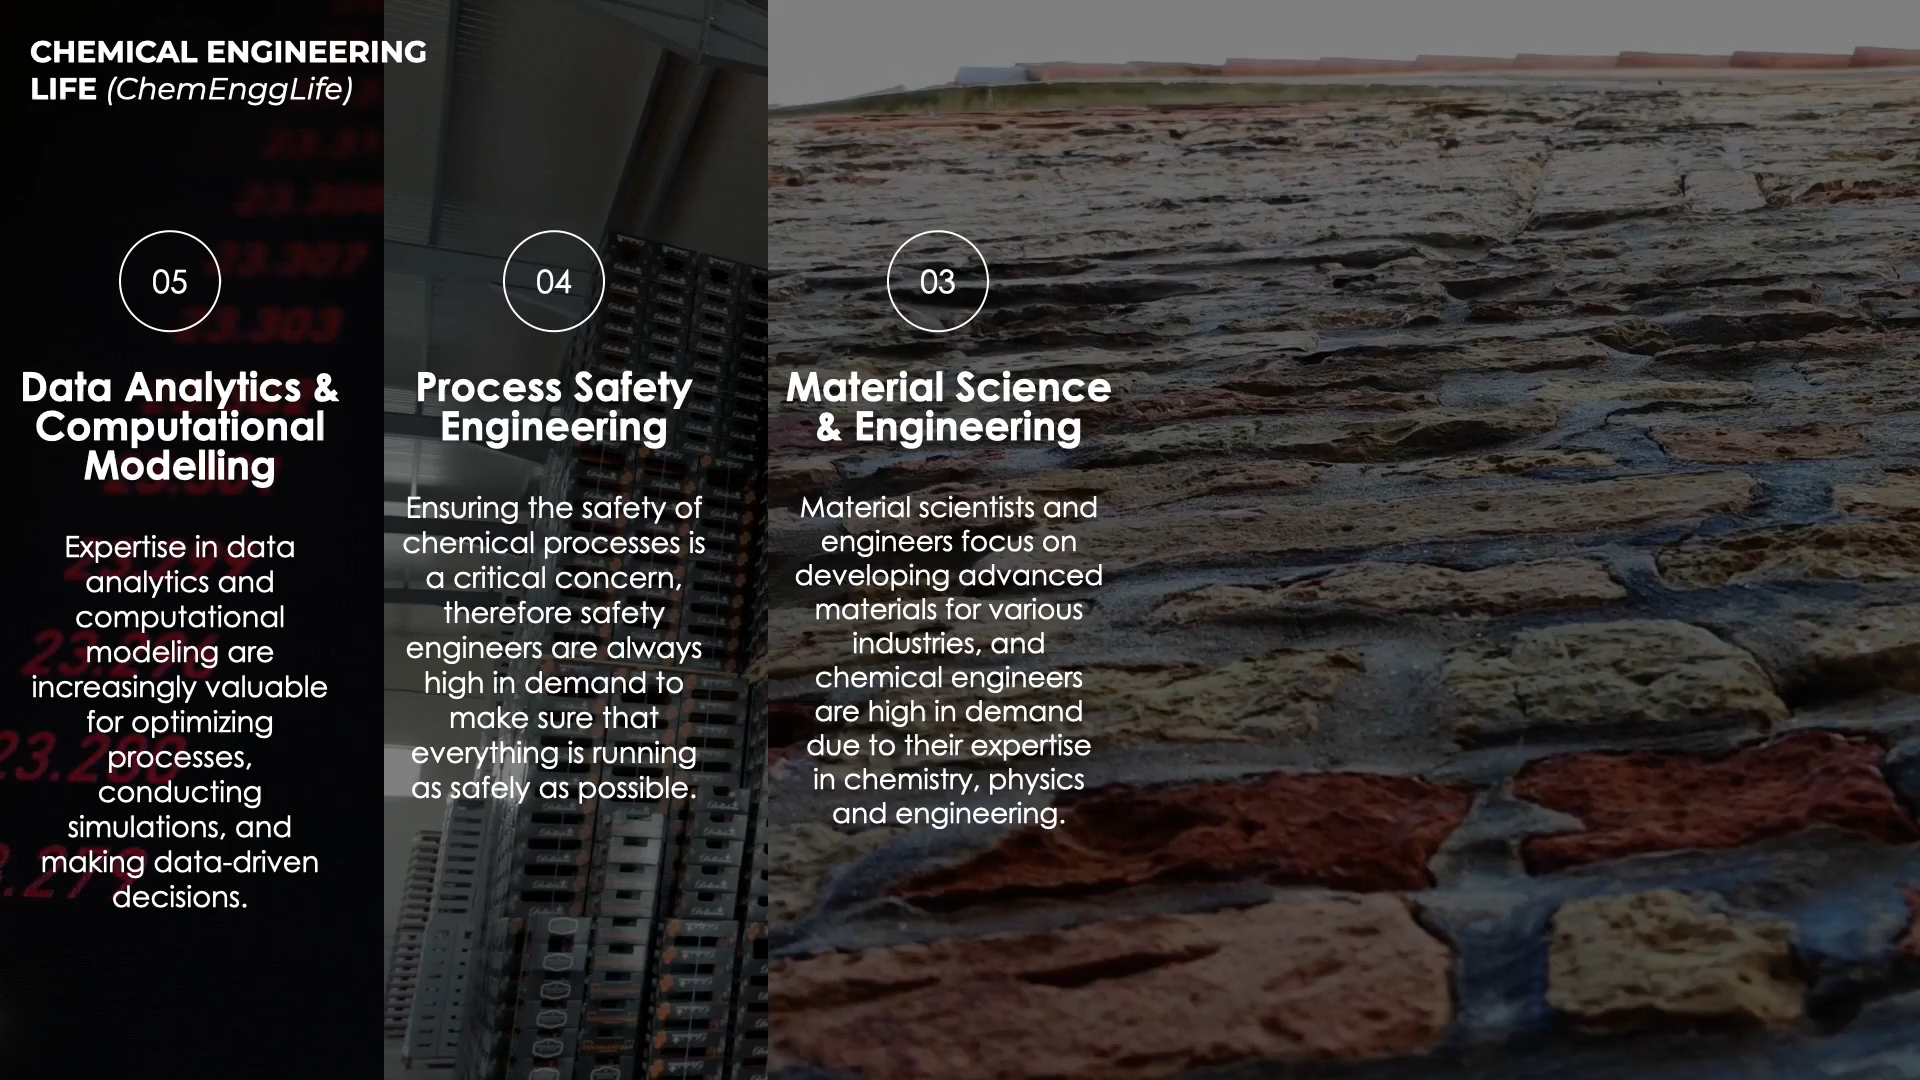 CHEMICAL ENGINEERING
LIFE (ChemEnggLife)
05
Data Analytics &
Computational
Modelling
Expertise in data
analytics and
computational
modeling are
increasingly valuable
for optimizing
processes,
conducting
simulations, and
making data-driven
decisions.
04
Process Safety
Engineering
Ensuring the safety of
chemical processes is
a critical concern,
therefore safety
engineers are always
high in demand to
make sure that
everything is running
as safely as possible.
03
Material Science
& Engineering
Material scientists and
engineers focus on
developing advanced
materials for various
industries, and
chemical engineers
are high in demand
due to their expertise
in chemistry, physics
and engineering.
23.307
23.303